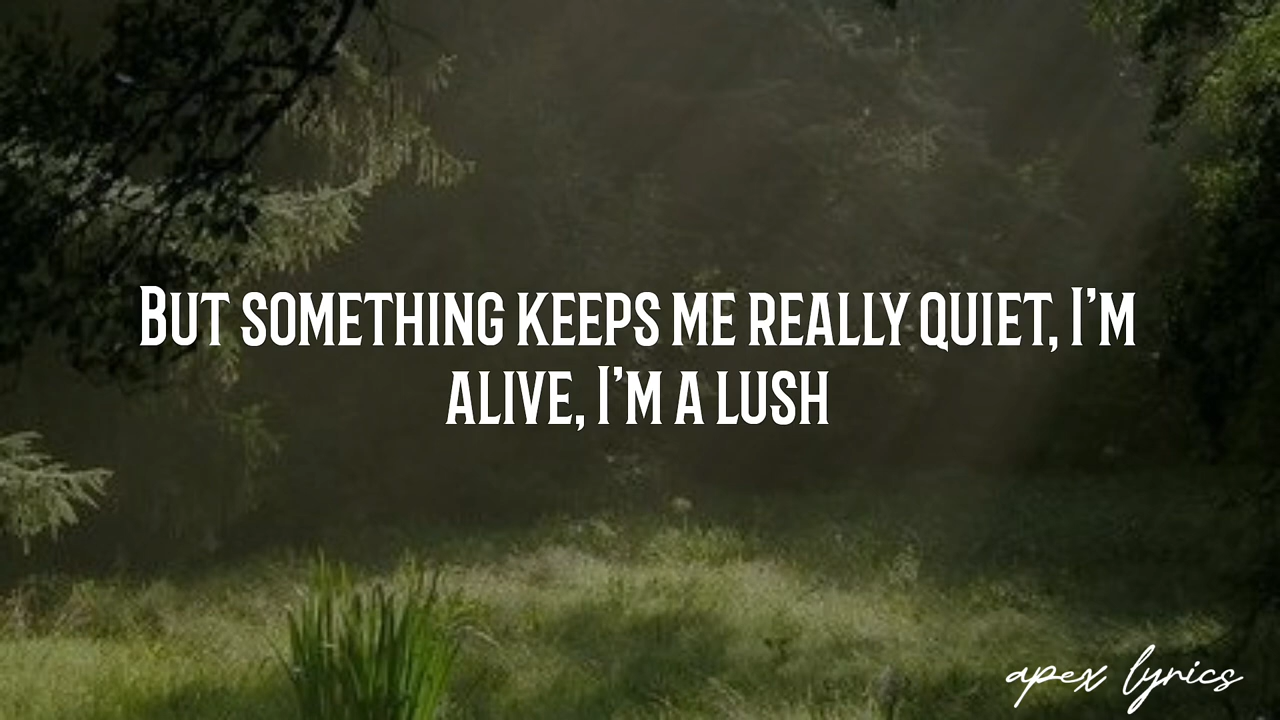 But something keeps me really quiet, I’m
alive, I’m a lush
apex lyrics